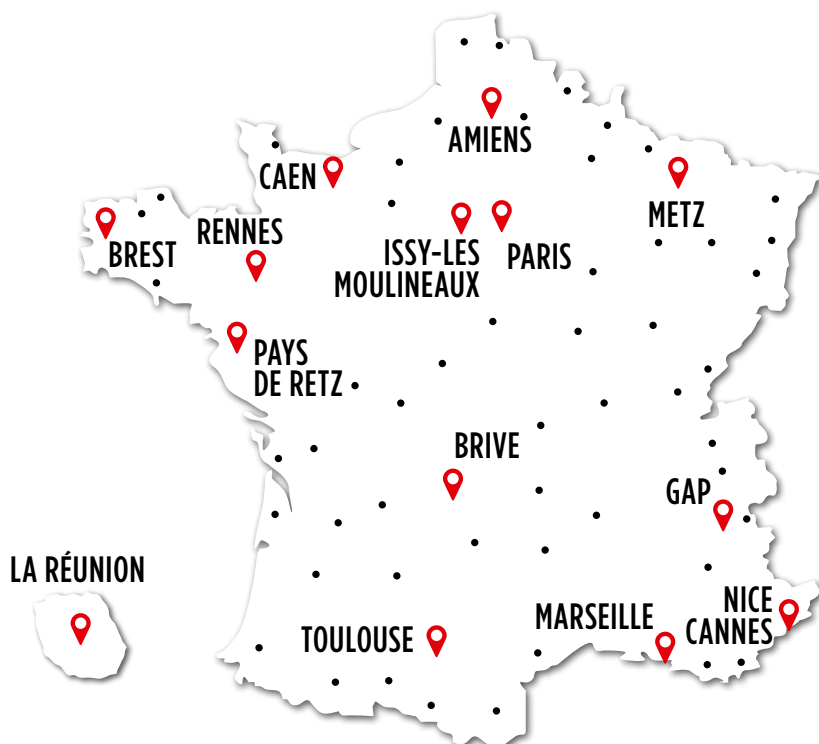 AMIENS
CAEN
METZ
RENNES
BREST
ISSY-LES
MOULINEAUX
PARIS
PAYS
DE RETZ
BRIVE
GAP
LA RÉUNION
NICE
CANNES
MARSEILLE
TOULOUSE